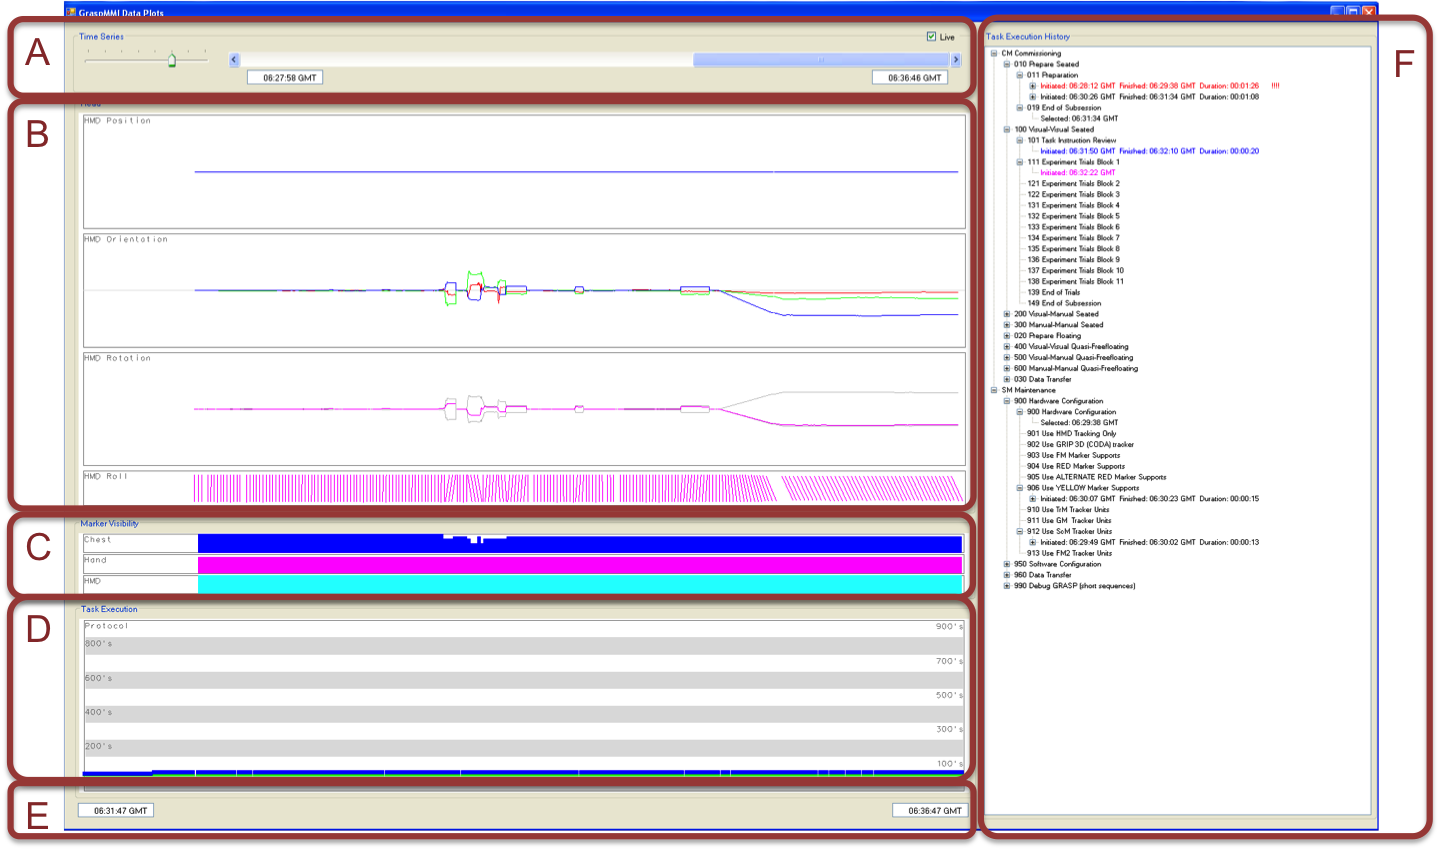 GraspMMI Data Plots
A
Time Series
Live
06:27:58 GMT
06:36:46 GMT
B
HMD Position
HMD Orientation
HMD Rotation
HMD Roll
C
Marker Visibility
Chest
Hand
HMD
D
Task Execution
Protocol
900's
800's
700's
600's
500's
400's
300's
200's
100's
E
06:31:47 GMT
06:36:47 GMT
F
Task Execution History
CM Commissioning
010 Prepare Seated
011 Preparation
Initiated: 06:28:12 GMT Finished: 06:29:38 GMT Duration: 00:01:26 !!!!
Initiated: 06:30:26 GMT Finished: 06:31:34 GMT Duration: 00:01:08
019 End of Subsession
Selected: 06:31:34 GMT
100 Visual-Visual Seated
101 Task Instruction Review
Initiated: 06:31:50 GMT Finished: 06:32:10 GMT Duration: 00:00:20
111 Experiment Trials Block 1
Initiated: 06:32:22 GMT
121 Experiment Trials Block 2
122 Experiment Trials Block 3
131 Experiment Trials Block 4
132 Experiment Trials Block 5
133 Experiment Trials Block 6
134 Experiment Trials Block 7
135 Experiment Trials Block 8
136 Experiment Trials Block 9
137 Experiment Trials Block 10
138 Experiment Trials Block 11
139 End of Trials
149 End of Subsession
200 Visual-Manual Seated
300 Manual-Manual Seated
020 Prepare Floating
400 Visual-Visual Quasi-Freefloating
500 Visual-Manual Quasi-Freefloating
600 Manual-Manual Quasi-Freefloating
030 Data Transfer
SM Maintenance
900 Hardware Configuration
900 Hardware Configuration
Selected: 06:29:38 GMT
901 Use HMD Tracking Only
902 Use GRIP 3D (CODA) tracker
903 Use FM Marker Supports
904 Use RED Marker Supports
905 Use ALTERNATE RED Marker Supports
906 Use YELLOW Marker Supports
Initiated: 06:30:07 GMT Finished: 06:30:23 GMT Duration: 00:00:15
910 Use TrM Tracker Units
911 Use GM Tracker Units
912 Use SoM Tracker Units
Initiated: 06:29:49 GMT Finished: 06:30:02 GMT Duration: 00:00:13
913 Use FM2 Tracker Units
950 Software Configuration
960 Data Transfer
990 Debug GRASP (short sequences)